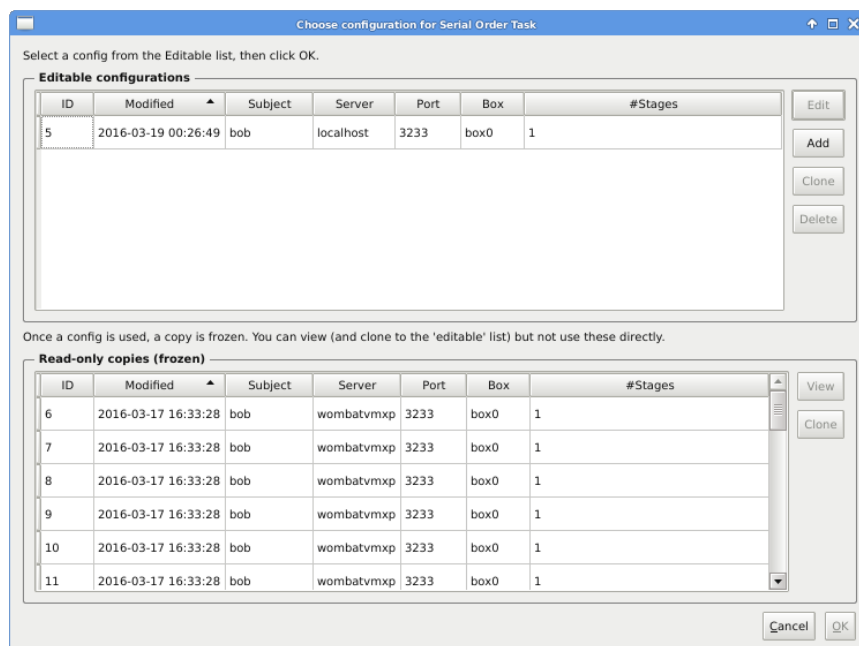 Choose configuration for Serial Order Task
Select a config from the Editable list, then click OK.
Editable configurations
ID Modified Subject Server Port Box #Stages
5 2016-03-19 00:26:49 bob localhost 3233 box0 1
Edit
Add
Clone
Delete
Once a config is used, a copy is frozen. You can view (and clone to the 'editable' list) but not use these directly.
Read-only copies (frozen)
ID Modified Subject Server Port Box #Stages
6 2016-03-17 16:33:28 bob wombatvmxp 3233 box0 1
7 2016-03-17 16:33:28 bob wombatvmxp 3233 box0 1
8 2016-03-17 16:33:28 bob wombatvmxp 3233 box0 1
9 2016-03-17 16:33:28 bob wombatvmxp 3233 box0 1
10 2016-03-17 16:33:28 bob wombatvmxp 3233 box0 1
11 2016-03-17 16:33:28 bob wombatvmxp 3233 box0 1
View
Clone
Cancel OK